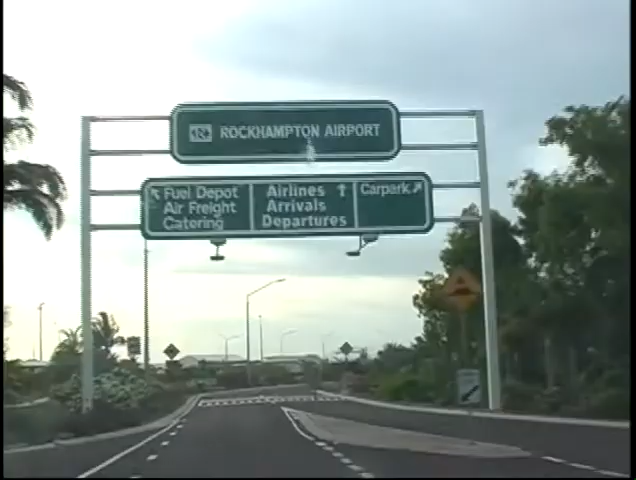 ROCKHAMPTON AIRPORT
Fuel Depot
Air Freight
Catering
Airlines
Arrivals
Departures
Carpark